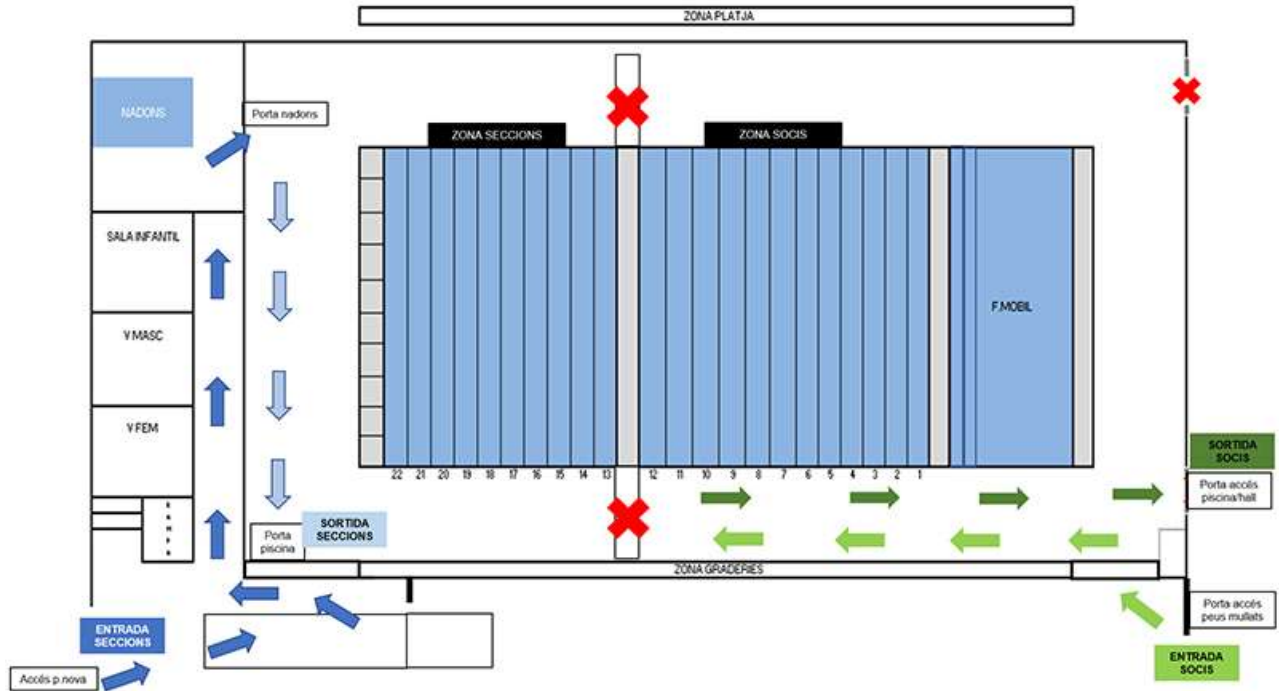 ZONA PLATJA
NADONS
Porta nadons
ZONA SECCIONS
ZONA SOCIS
SALA INFANTIL
V MASC
V FEM
F.MOBIL
22 21 20 19 18 17 16 15 14 13 12 11 10 9 8 7 6 5 4 3 2 1
SORTIDA
SOCIS
Porta accés
piscina/hall
SORTIDA
SECCIONS
Porta
piscina
ZONA GRADERIES
ENTRADA
SECCIONS
Accés p.nova
Porta accés
peus mullats
ENTRADA
SOCIS